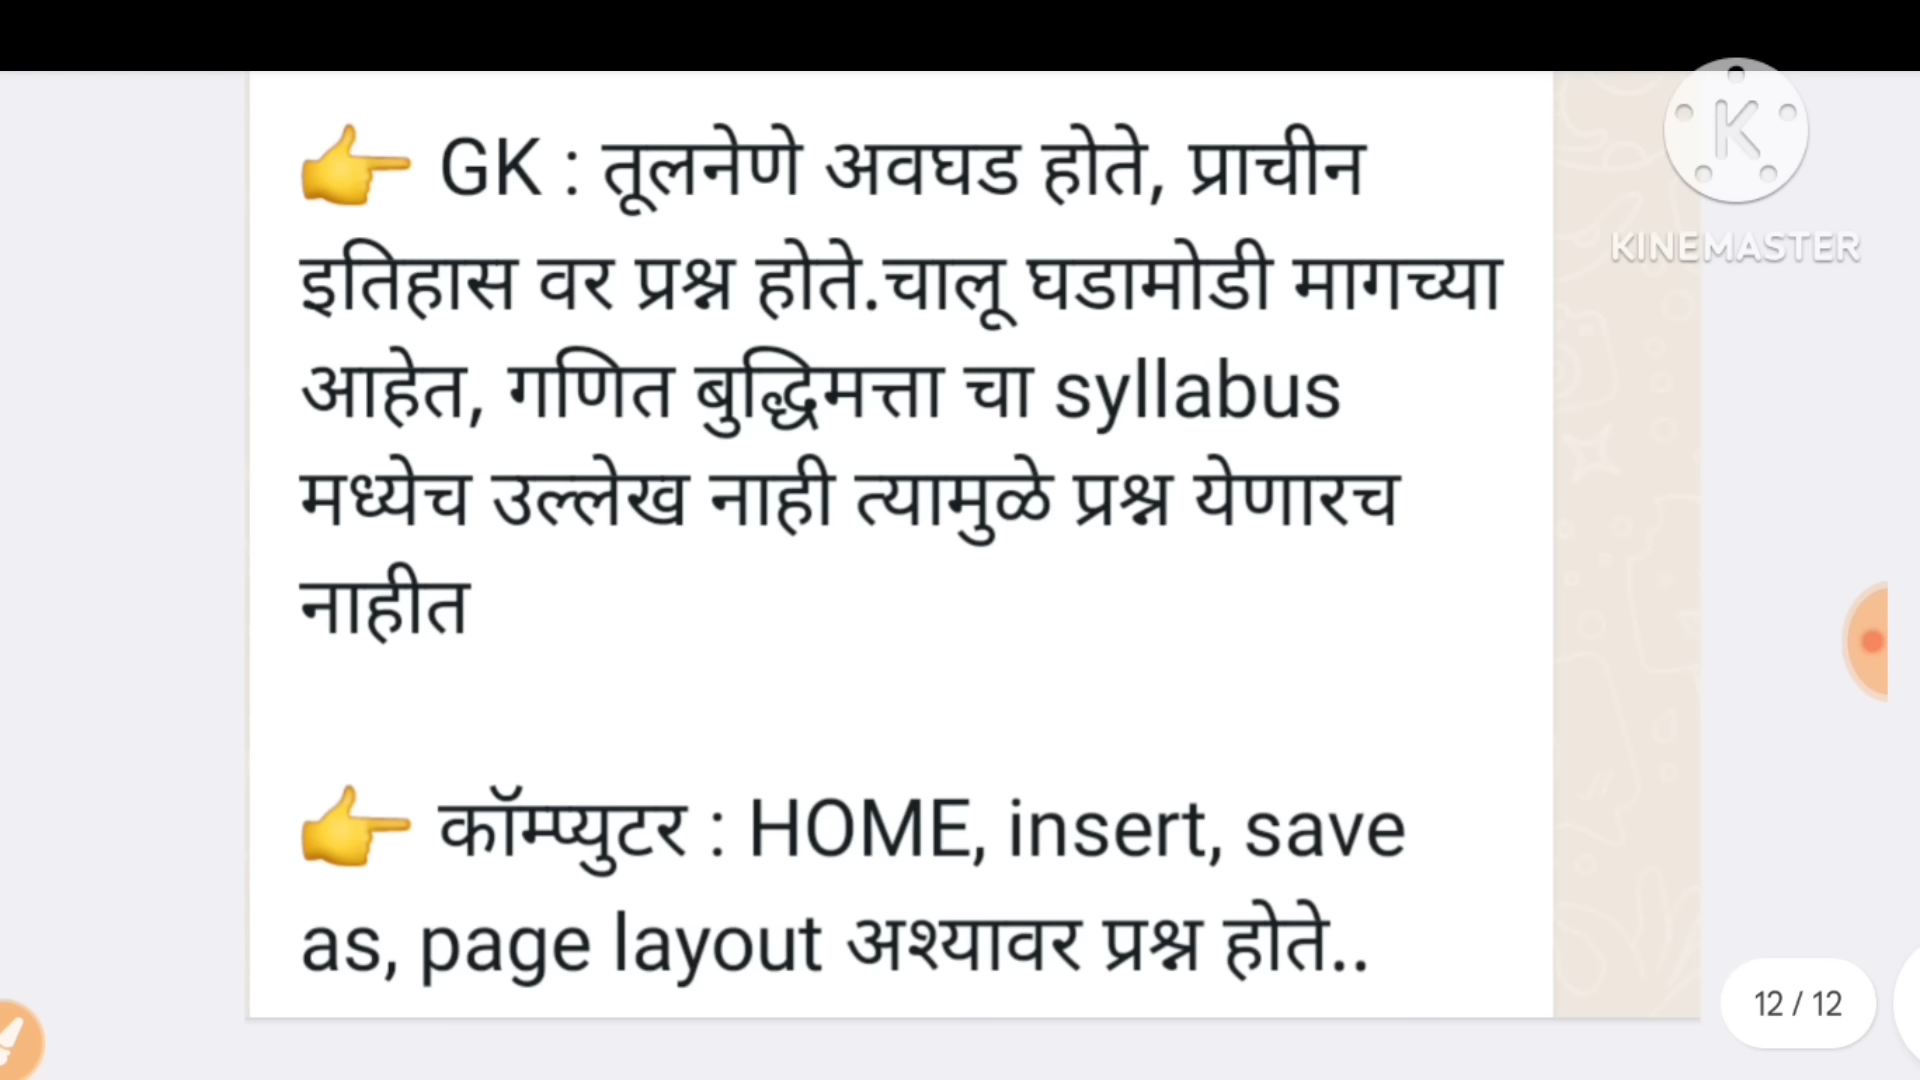 👉 GK : तूलनेणे अवघड होते, प्राचीन
इतिहास वर प्रश्न होते.चालू घडामोडी मागच्या
आहेत, गणित बुद्धिमत्ता चा syllabus
मध्येच उल्लेख नाही त्यामुळे प्रश्न येणारच
नाहीत
👉 कॉम्प्युटर : HOME, insert, save
as, page layout अश्यावर प्रश्न होते..
K
KINEMASTER
12 / 12